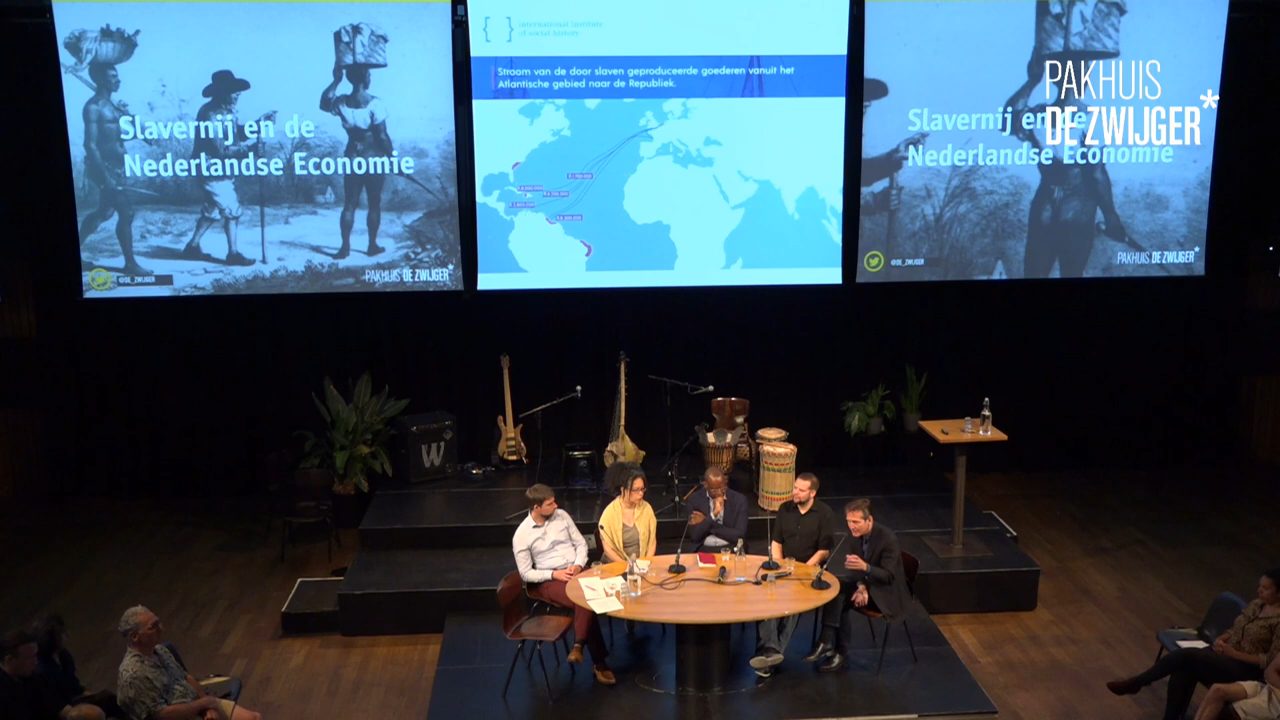 Slavernij en de
Nederlandse Economie
@DE_ZWIJGER
PAKHUIS DE ZWIJGER*
{ } international institute
of social history
Stroom van de door slaven geproduceerde goederen vanuit het
Atlantische gebied naar de Republiek.
Slavernij en de
Nederlandse Economie
@DE_ZWIJGER
PAKHUIS DE ZWIJGER*
PAKHUIS
DE ZWIJGER*
W